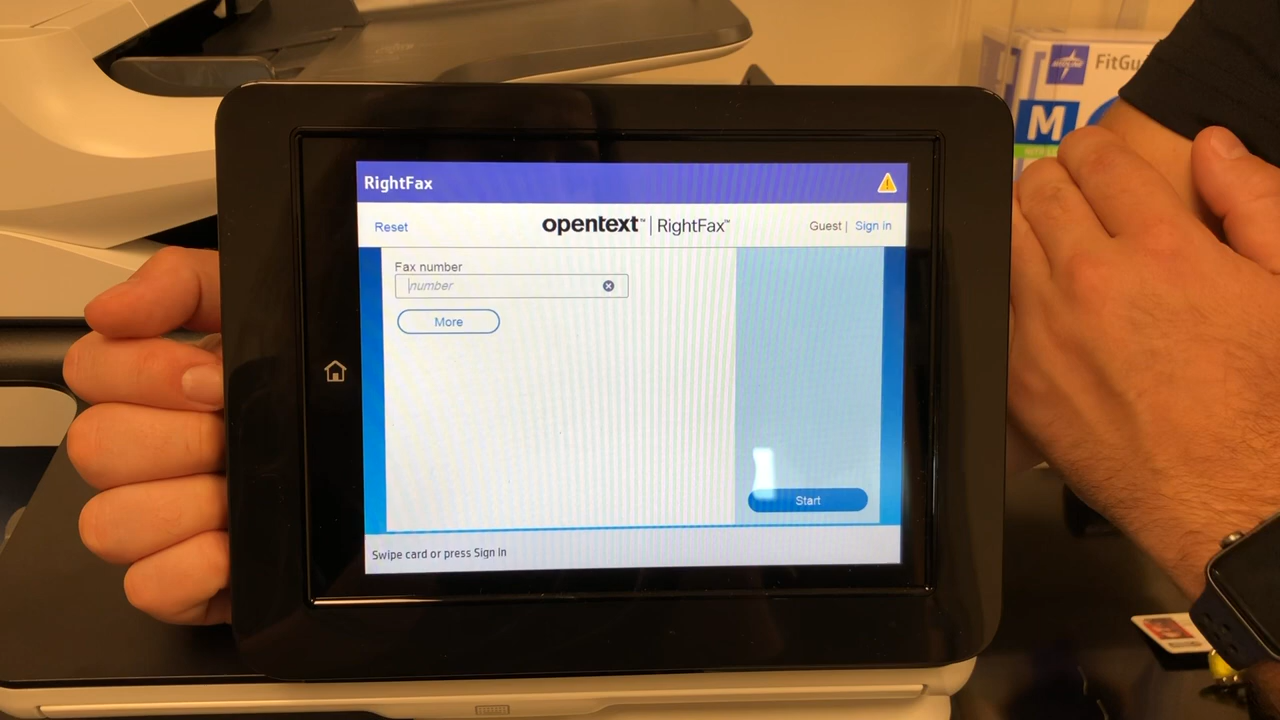 RightFax
Reset
opentext™ | RightFax™
Guest | Sign in
Fax number
number
More
Start
Swipe card or press Sign In
MEDLINE
FitGu
M